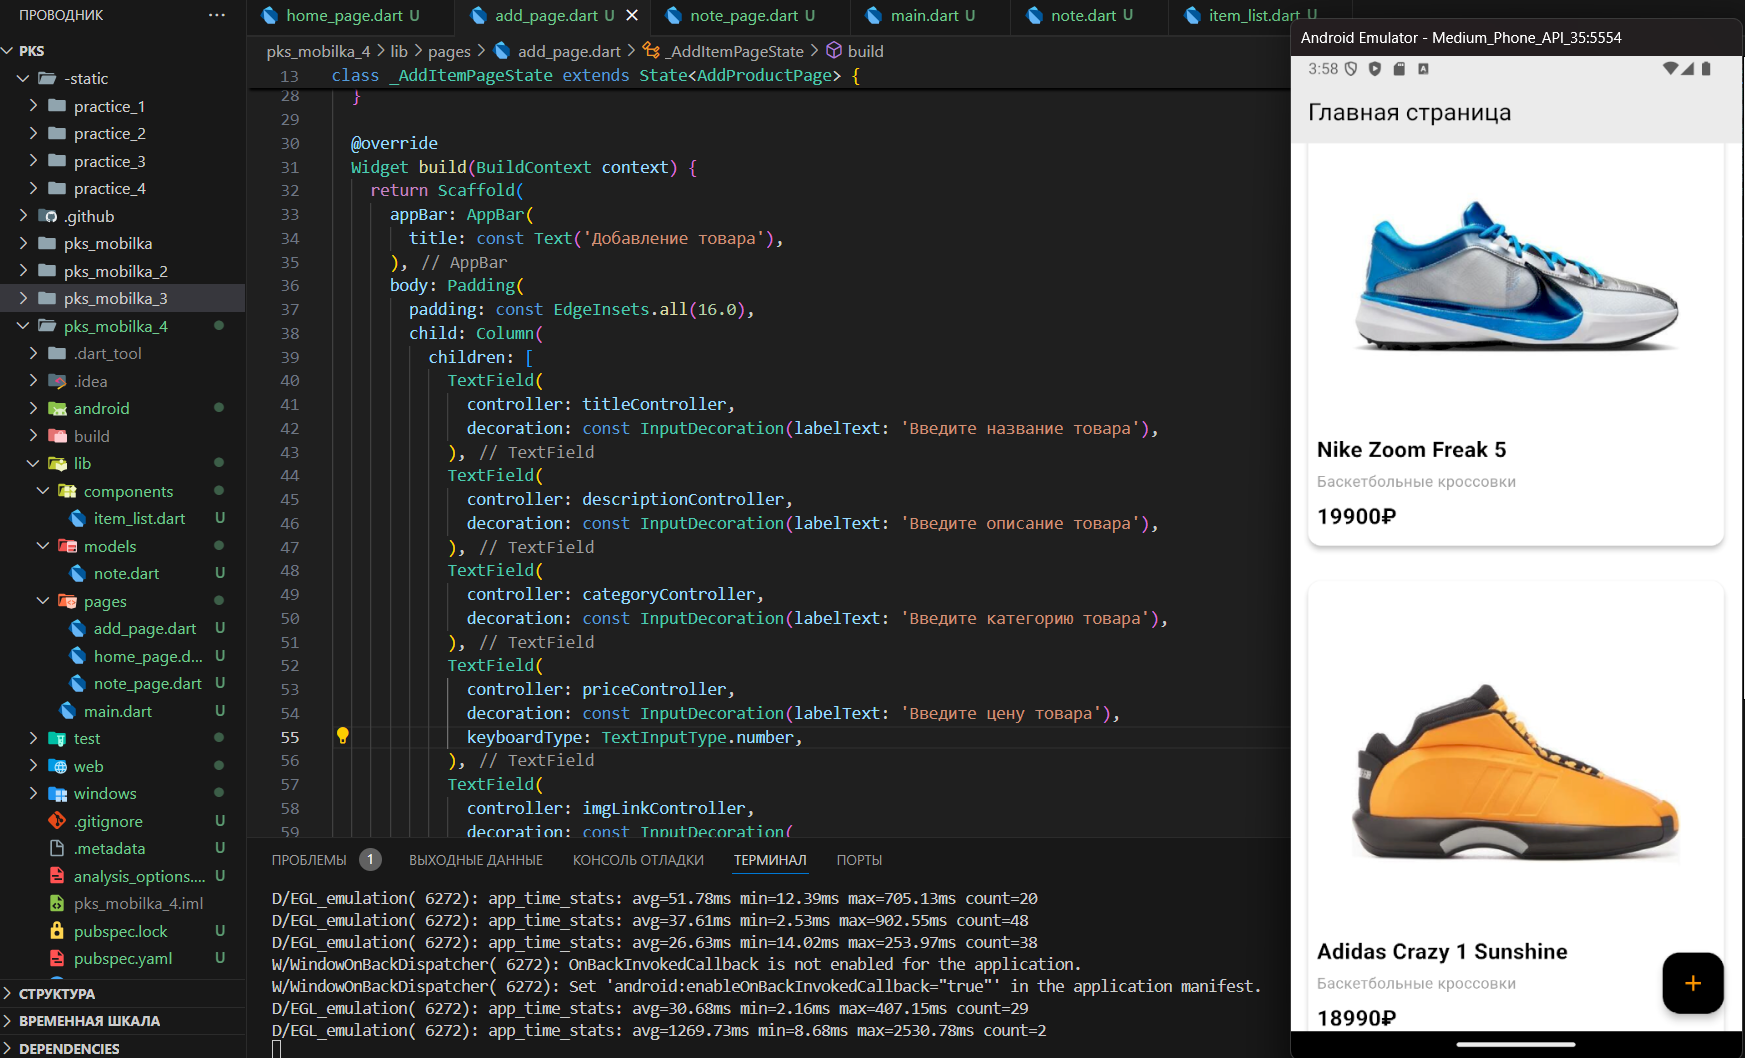 ПРОВОДНИК
PKS
-static
practice_1
practice_2
practice_3
practice_4
.github
pks_mobilka
pks_mobilka_2
pks_mobilka_3
pks_mobilka_4
.dart_tool
.idea
android
build
lib
components
item_list.dart U
models
note.dart U
pages
add_page.dart U
home_page.d... U
note_page.dart U
main.dart U
test
web
windows
.gitignore U
.metadata U
analysis_options.... U
pks_mobilka_4.iml
pubspec.lock U
pubspec.yaml U
СТРУКТУРА
ВРЕМЕННАЯ ШКАЛА
DEPENDENCIES
home_page.dart U
add_page.dart U
note_page.dart U
main.dart U
note.dart U
item_list.dart U
pks_mobilka_4 > lib > pages > add_page.dart > _AddItemPageState > build
13 class _AddItemPageState extends State<AddProductPage> {
28 }
29
30 @override
31 Widget build(BuildContext context) {
32 return Scaffold(
33 appBar: AppBar(
34 title: const Text('Добавление товара'),
35 ), // AppBar
36 body: Padding(
37 padding: const EdgeInsets.all(16.0),
38 child: Column(
39 children: [
40 TextField(
41 controller: titleController,
42 decoration: const InputDecoration(labelText: 'Введите название товара'),
43 ), // TextField
44 TextField(
45 controller: descriptionController,
46 decoration: const InputDecoration(labelText: 'Введите описание товара'),
47 ), // TextField
48 TextField(
49 controller: categoryController,
50 decoration: const InputDecoration(labelText: 'Введите категорию товара'),
51 ), // TextField
52 TextField(
53 controller: priceController,
54 decoration: const InputDecoration(labelText: 'Введите цену товара'),
55 keyboardType: TextInputType.number,
56 ), // TextField
57 TextField(
58 controller: imgLinkController,
59 decoration: const InputDecoration(
ПРОБЛЕМЫ 1 ВЫХОДНЫЕ ДАННЫЕ КОНСОЛЬ ОТЛАДКИ ТЕРМИНАЛ ПОРТЫ
D/EGL_emulation( 6272): app_time_stats: avg=51.78ms min=12.39ms max=705.13ms count=20
D/EGL_emulation( 6272): app_time_stats: avg=37.61ms min=2.53ms max=902.55ms count=48
D/EGL_emulation( 6272): app_time_stats: avg=26.63ms min=14.02ms max=253.97ms count=38
W/WindowOnBackDispatcher( 6272): OnBackInvokedCallback is not enabled for the application.
W/WindowOnBackDispatcher( 6272): Set 'android:enableOnBackInvokedCallback="true"' in the application manifest.
D/EGL_emulation( 6272): app_time_stats: avg=30.68ms min=2.16ms max=407.15ms count=29
D/EGL_emulation( 6272): app_time_stats: avg=1269.73ms min=8.68ms max=2530.78ms count=2
Android Emulator - Medium_Phone_API_35:5554
3:58
Главная страница
Nike Zoom Freak 5
Баскетбольные кроссовки
19900₽
Adidas Crazy 1 Sunshine
Баскетбольные кроссовки
18990₽
+